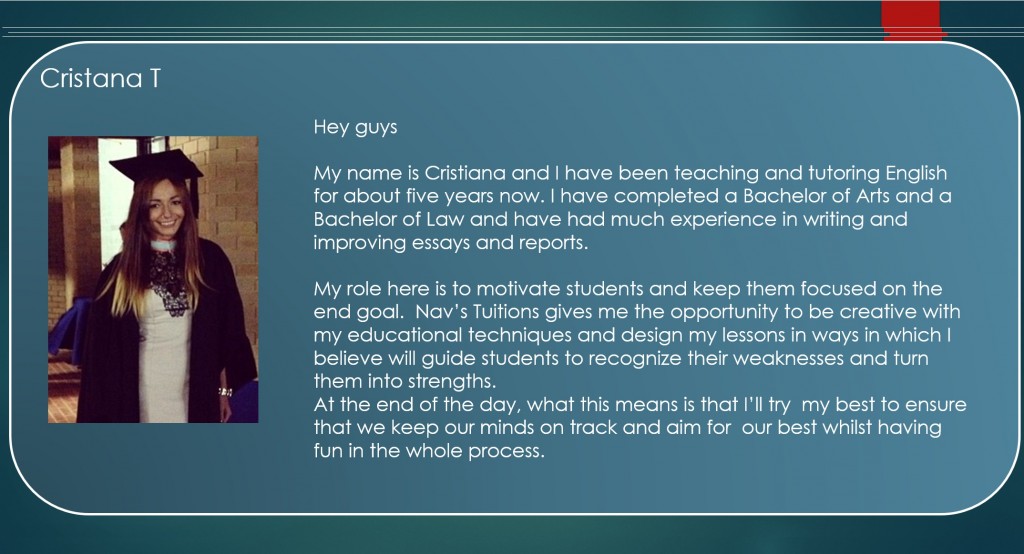 Cristana T
Hey guys
My name is Cristiana and I have been teaching and tutoring English
for about five years now. I have completed a Bachelor of Arts and a
Bachelor of Law and have had much experience in writing and
improving essays and reports.
My role here is to motivate students and keep them focused on the
end goal.  Nav’s Tuitions gives me the opportunity to be creative with
my educational techniques and design my lessons in ways in which I
believe will guide students to recognize their weaknesses and turn
them into strengths.
At the end of the day, what this means is that I’ll try  my best to ensure
that we keep our minds on track and aim for  our best whilst having
fun in the whole process.